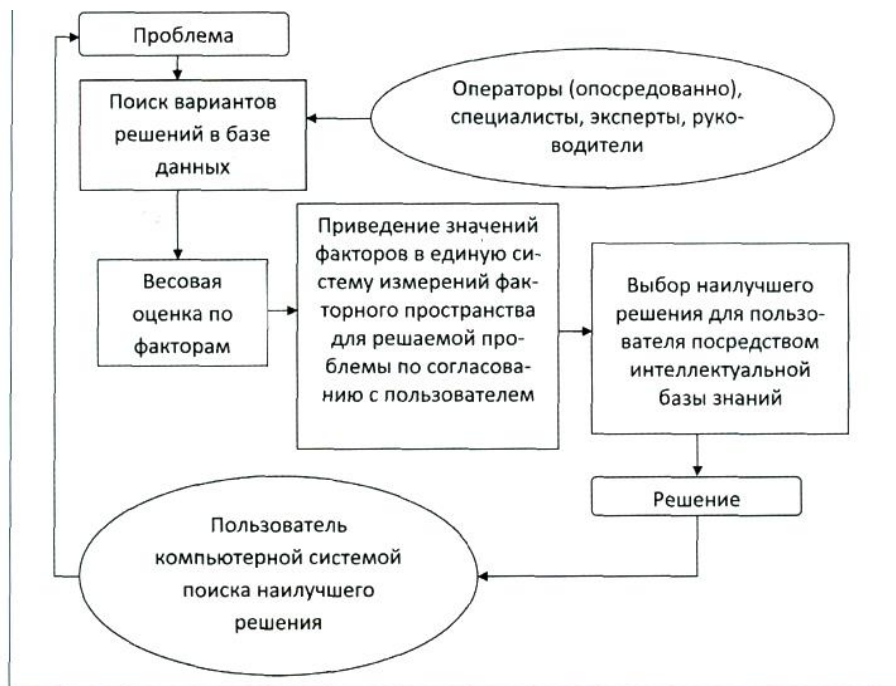 Проблема
Поиск вариантов
решений в базе
данных
Операторы (опосредованно),
специалисты, эксперты, руко-
водители
Весовая
оценка по
факторам
Приведение значений
факторов в единую си-
стему измерений фак-
торного пространства
для решаемой про-
блемы по согласова-
нию с пользователем
Выбор наилучшего
решения для пользо-
вателя посредством
интеллектуальной
базы знаний
Решение
Пользователь
компьютерной системой
поиска наилучшего
решения